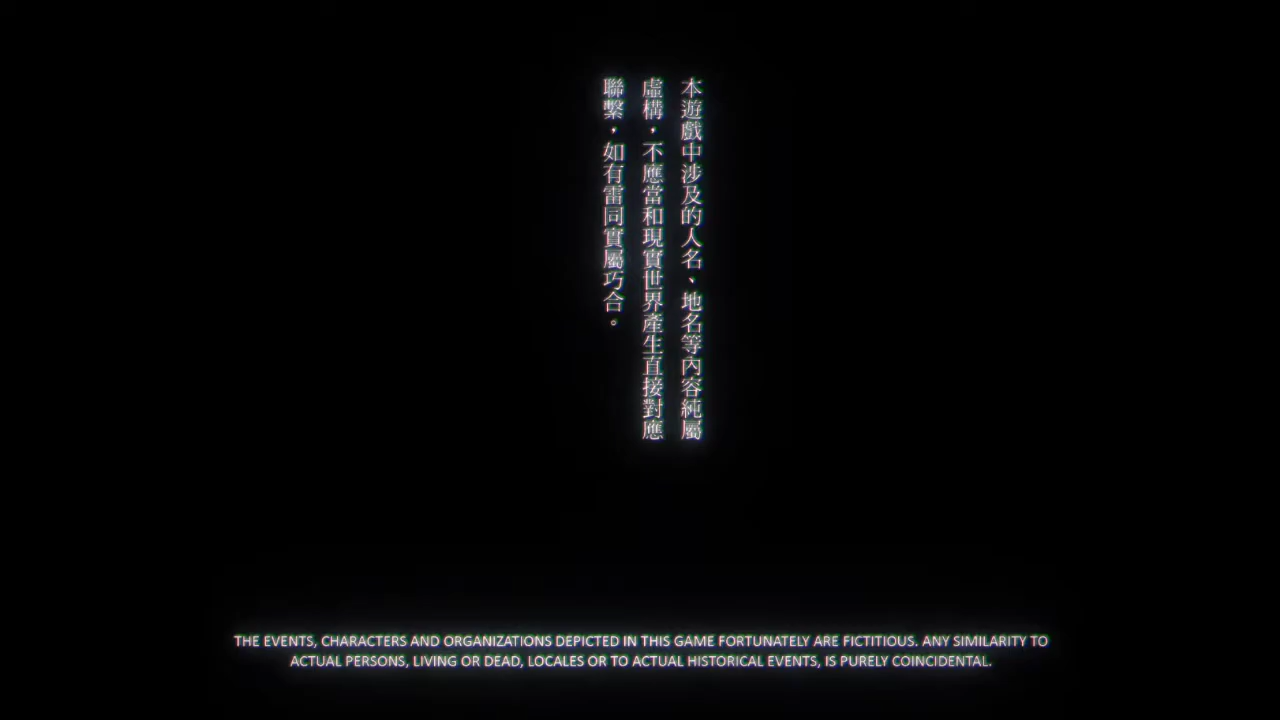 本遊戲中涉及的人名、地名等內容純屬
虛構，不應當和現實世界產生直接對應
聯繫，如有雷同實屬巧合。
THE EVENTS, CHARACTERS AND ORGANIZATIONS DEPICTED IN THIS GAME FORTUNATELY ARE FICTITIOUS. ANY SIMILARITY TO
ACTUAL PERSONS, LIVING OR DEAD, LOCALES OR TO ACTUAL HISTORICAL EVENTS, IS PURELY COINCIDENTAL.